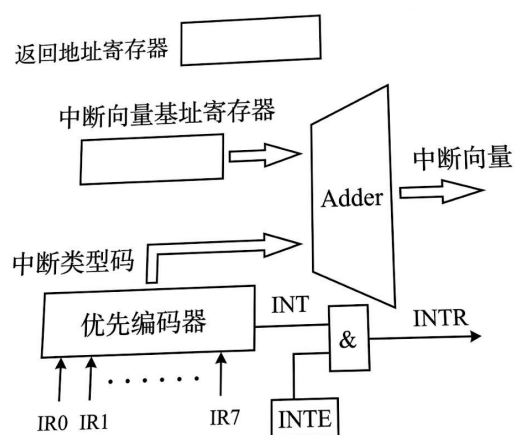 返回地址寄存器
中断向量基址寄存器
中断向量
Adder
中断类型码
优先编码器
INT
&
INTR
IR0 IR1 ...... IR7
INTE